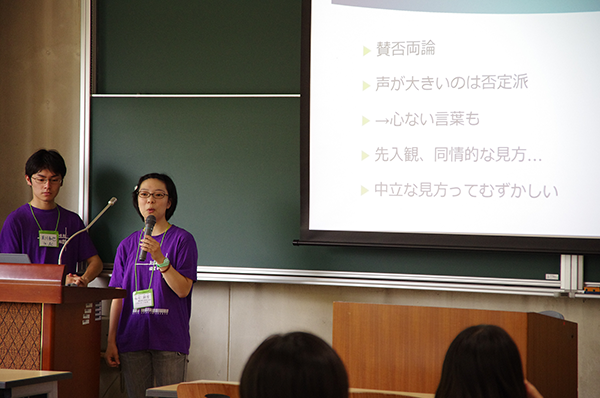 賛否両論
声が大きいのは否定派
→心ない言葉も
先入観、同情的な見方...
中立な見方ってむずかしい